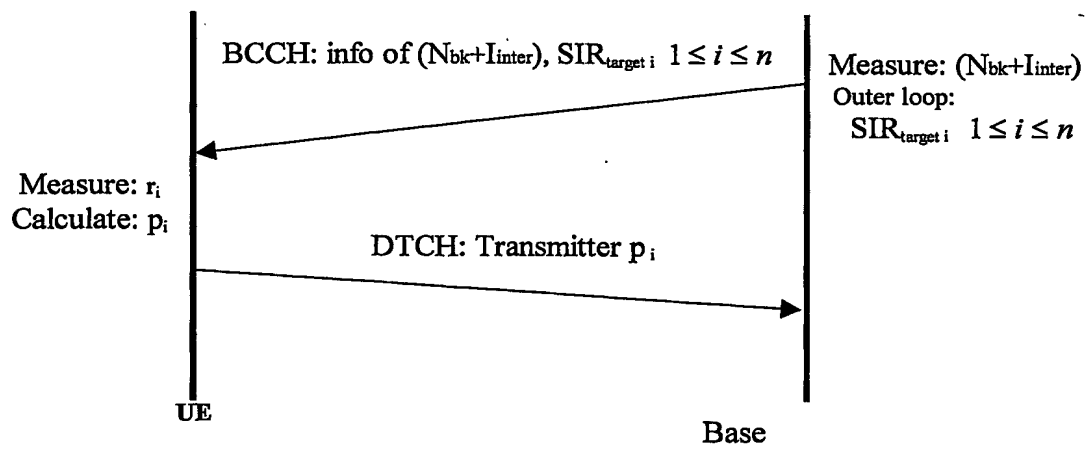 BCCH: info of (Nbk+Iinter), SIRtarget i 1 ≤ i ≤ n
Measure: (Nbk+Iinter)
Outer loop:
SIRtarget i 1 ≤ i ≤ n
Measure: ri
Calculate: pi
DTCH: Transmitter p i
UE
Base